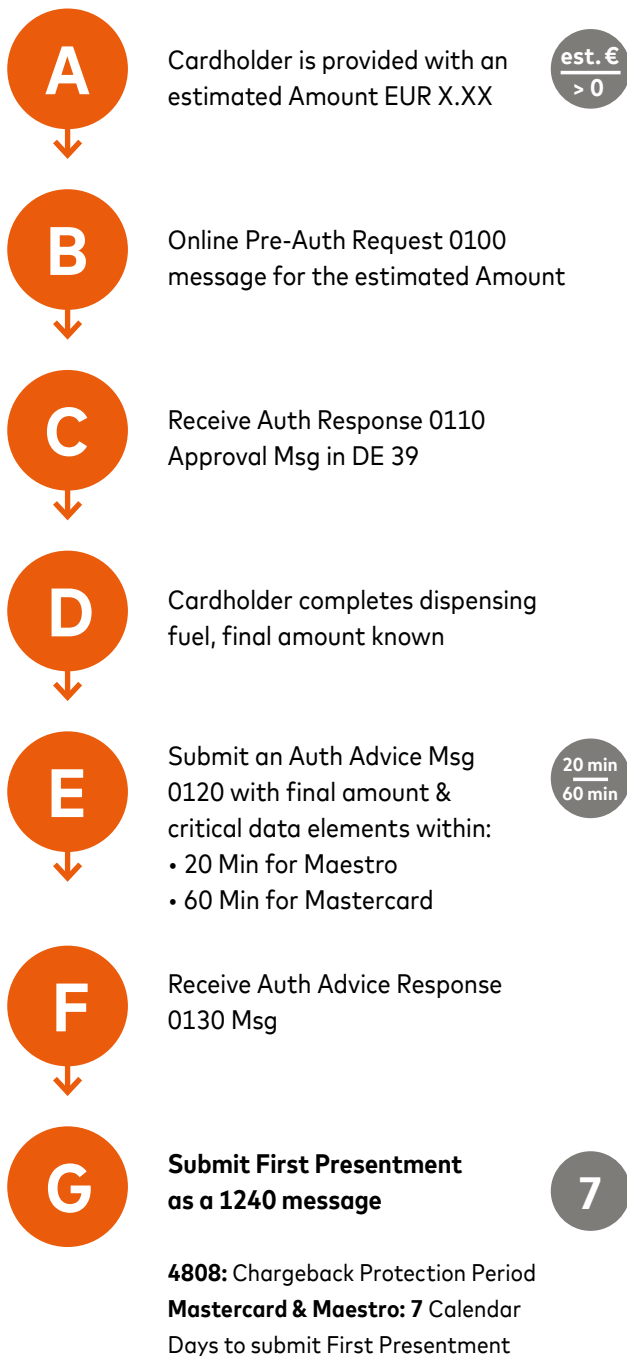 A
Cardholder is provided with an
estimated Amount EUR X.XX
est. €
> 0
B
Online Pre-Auth Request 0100
message for the estimated Amount
C
Receive Auth Response 0110
Approval Msg in DE 39
D
Cardholder completes dispensing
fuel, final amount known
E
Submit an Auth Advice Msg
0120 with final amount &
critical data elements within:
• 20 Min for Maestro
• 60 Min for Mastercard
20 min
60 min
F
Receive Auth Advice Response
0130 Msg
G
Submit First Presentment
as a 1240 message
7
4808: Chargeback Protection Period
Mastercard & Maestro: 7 Calendar
Days to submit First Presentment